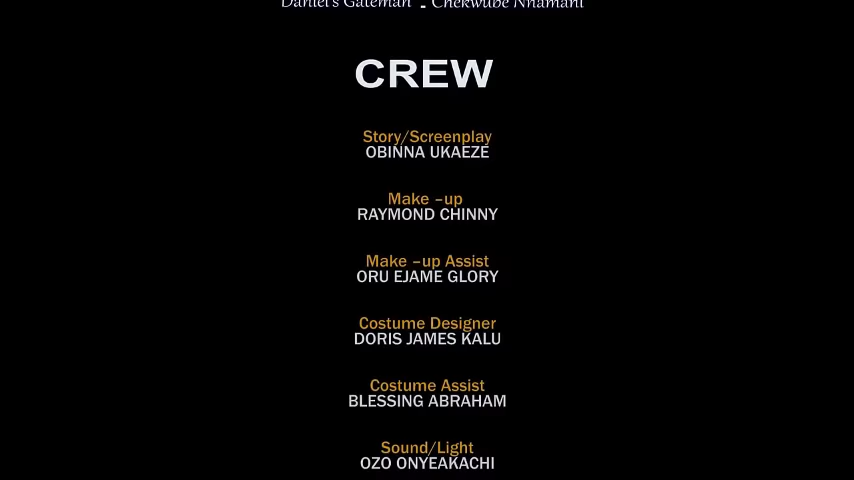 Daniel's Gateman - Chekwube Nnamani
CREW
Story/Screenplay
OBINNA UKAEZE
Make –up
RAYMOND CHINNY
Make –up Assist
ORU EJAME GLORY
Costume Designer
DORIS JAMES KALU
Costume Assist
BLESSING ABRAHAM
Sound/Light
OZO ONYEAKACHI